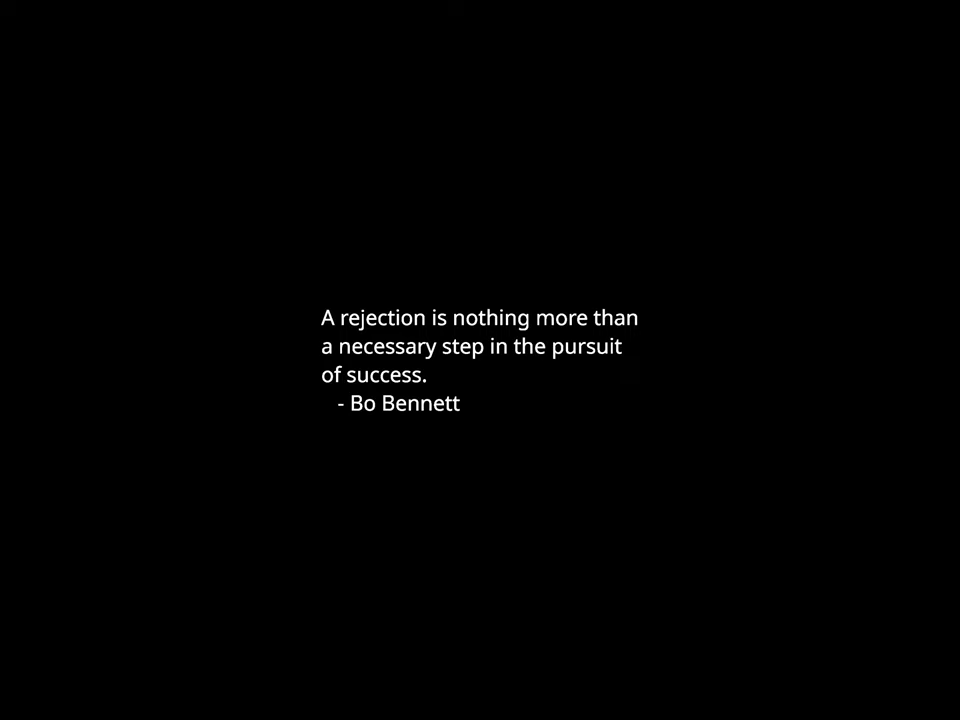 A rejection is nothing more than
a necessary step in the pursuit
of success.
- Bo Bennett